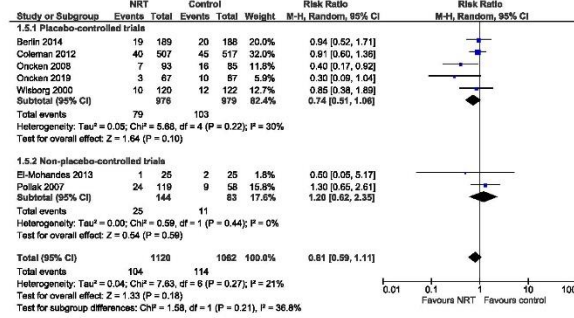 NRT Control Risk Ratio Risk Ratio
Study or Subgroup Events Total Events Total Weight M-H, Random, 95% CI M-H, Random, 95% CI
1.5.1 Placebo-controlled trials
Berlin 2014 19 189 20 188 20.0% 0.94 [0.52, 1.71]
Coleman 2012 40 507 45 517 0.91 [0.60, 1.36]
Oncken 2008 7 93 16 85 0.40 [0.17, 0.92]
Oncken 2019 3 67 10 67 0.30 [0.09, 1.04]
Wisborg 2000 10 120 12 122 0.85 [0.38, 1.89]
Subtotal (95% CI) 976 979 82.4% 0.74 [0.51, 1.06]
Total events 79 103
Heterogeneity: Tau² = 0.05; Chi² = 5.68, df = 4 (P = 0.22); I² = 30%
Test for overall effect: Z = 1.64 (P = 0.10)
1.5.2 Non-placebo-controlled trials
El-Mohandes 2013 1 25 2 25 1.8% 0.50 [0.05, 5.17]
Pollak 2007 24 119 9 58 15.8% 1.30 [0.65, 2.61]
Subtotal (95% CI) 144 83 17.6% 1.20 [0.62, 2.35]
Total events 25 11
Heterogeneity: Tau² = 0.00; Chi² = 0.59, df = 1 (P = 0.44); I² = 0%
Test for overall effect: Z = 0.54 (P = 0.59)
Total (95% CI) 1120 1062 100.0% 0.81 [0.59, 1.11]
Total events 104 114
Heterogeneity: Tau² = 0.04; Chi² = 7.63, df = 6 (P = 0.27); I² = 21%
Test for overall effect: Z = 1.33 (P = 0.18)
Test for subgroup differences: Chi² = 1.58, df = 1 (P = 0.21), I² = 36.8%
0.01 0.1 1 10 100
Favours NRT Favours control